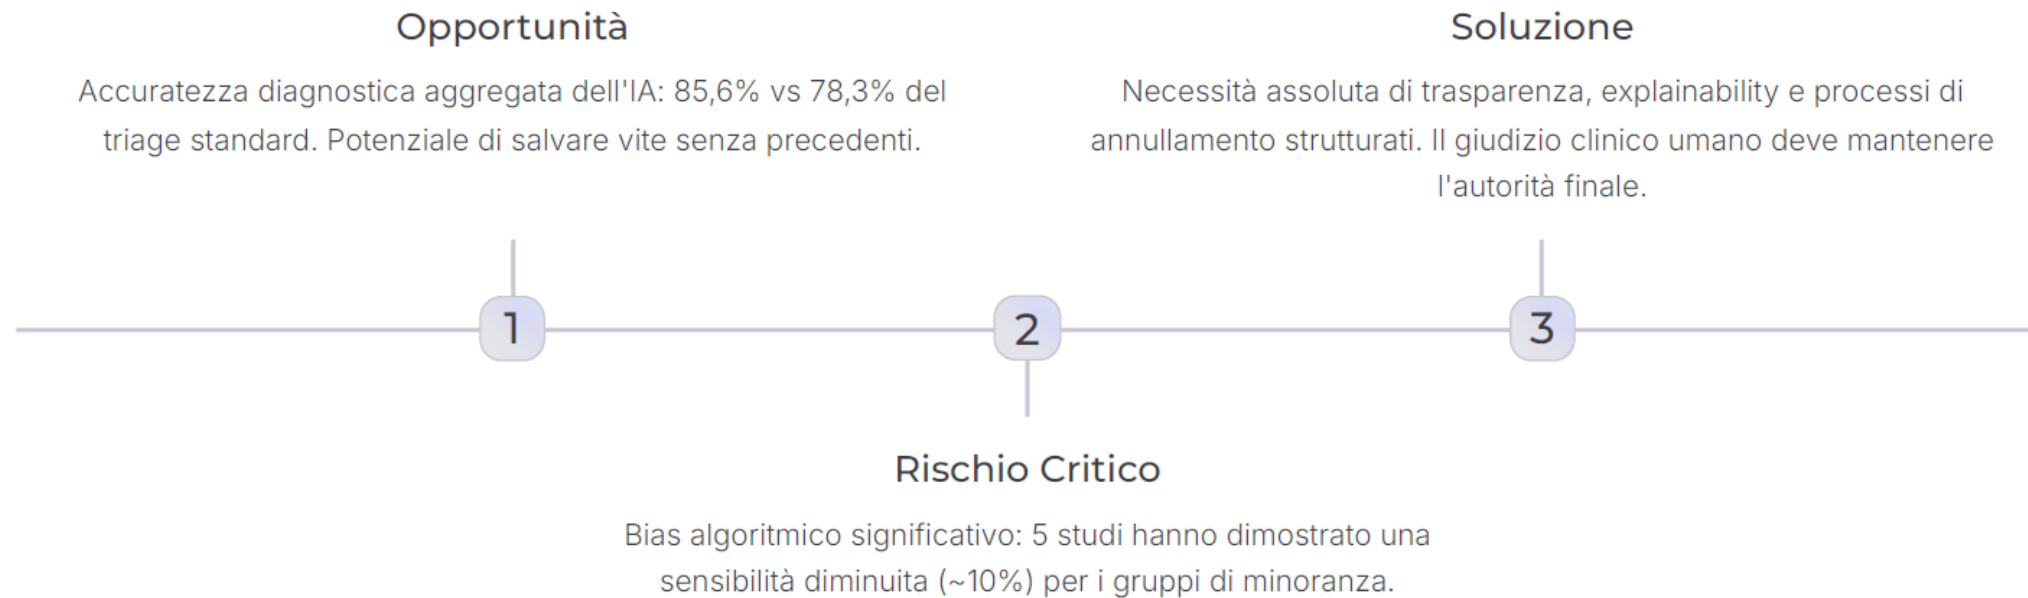 Opportunità
Accuratezza diagnostica aggregata dell'IA: 85,6% vs 78,3% del
triage standard. Potenziale di salvare vite senza precedenti.
Soluzione
Necessità assoluta di trasparenza, explainability e processi di
annullamento strutturati. Il giudizio clinico umano deve mantenere
l'autorità finale.
1
2
3
Rischio Critico
Bias algoritmico significativo: 5 studi hanno dimostrato una
sensibilità diminuita (~10%) per i gruppi di minoranza.